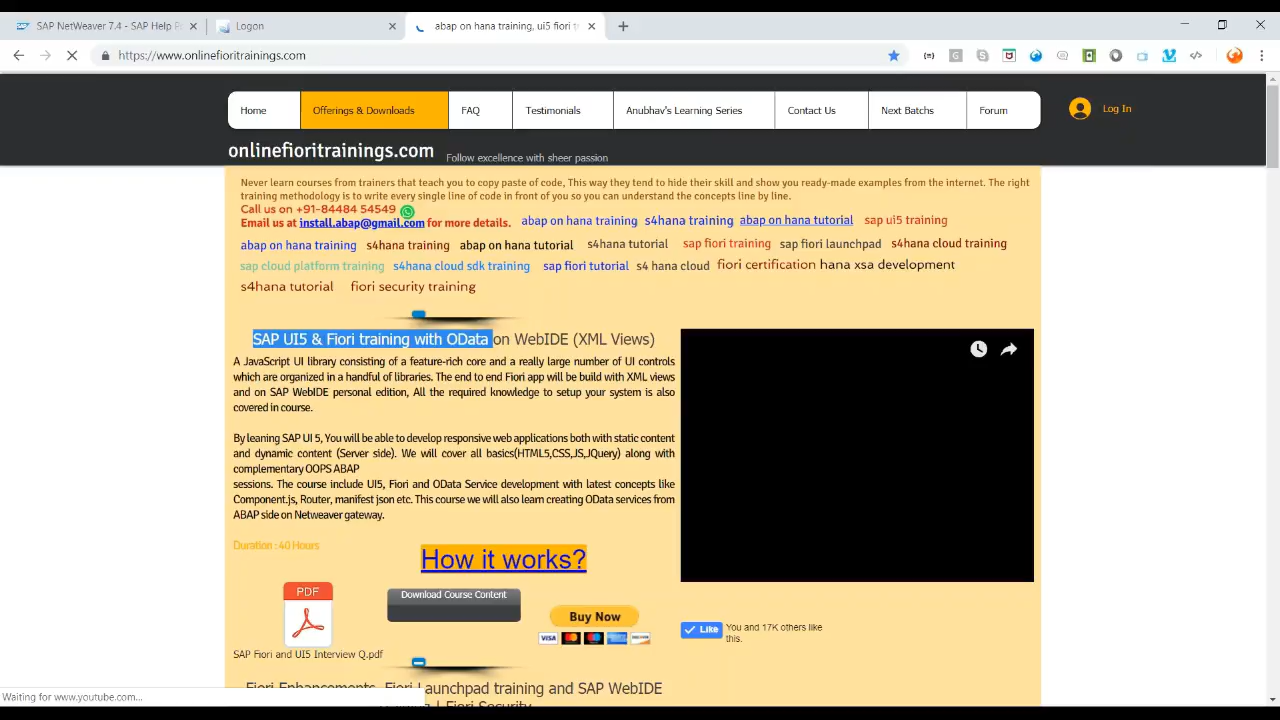 SAP NetWeaver 7.4 - SAP Help P
Logon
abap on hana training, ui5 fiori tr
https://www.onlinefioritrainings.com
Home
Offerings & Downloads
FAQ
Testimonials
Anubhav's Learning Series
Contact Us
Next Batchs
Forum
Log In
onlinefioritrainings.com
Follow excellence with sheer passion
Never learn courses from trainers that teach you to copy paste of code, This way they tend to hide their skill and show you ready-made examples from the internet. The right
training methodology is to write every single line of code in front of you so you can understand the concepts line by line.
Call us on +91-84484 54549
Email us at install.abap@gmail.com for more details.
abap on hana training s4hana training abap on hana tutorial sap ui5 training
abap on hana training s4hana training abap on hana tutorial s4hana tutorial sap fiori training sap fiori launchpad s4hana cloud training
sap cloud platform training s4hana cloud sdk training sap fiori tutorial s4 hana cloud fiori certification hana xsa development
s4hana tutorial fiori security training
SAP UI5 & Fiori training with OData on WebIDE (XML Views)
A JavaScript UI library consisting of a feature-rich core and a really large number of UI controls
which are organized in a handful of libraries. The end to end Fiori app will be build with XML views
and on SAP WebIDE personal edition, All the required knowledge to setup your system is also
covered in course.
By leaning SAP UI 5, You will be able to develop responsive web applications both with static content
and dynamic content (Server side). We will cover all basics(HTML5,CSS,JS,JQuery) along with
complementary OOPS ABAP
sessions. The course include UI5, Fiori and OData Service development with latest concepts like
Component.js, Router, manifest json etc. This course we will also learn creating OData services from
ABAP side on Netweaver gateway.
Duration : 40 Hours
How it works?
PDF
Download Course Content
Buy Now
VISA
SAP Fiori and UI5 Interview Q.pdf
Like
You and 17K others like
this.
Fiori Enhancements, Fiori Launchpad training and SAP WebIDE
| Fiori Security
Waiting for www.youtube.com...